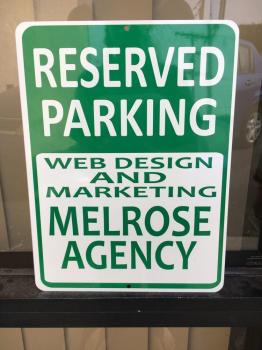 RESERVED
PARKING
WEB DESIGN
AND
MARKETING
MELROSE
AGENCY